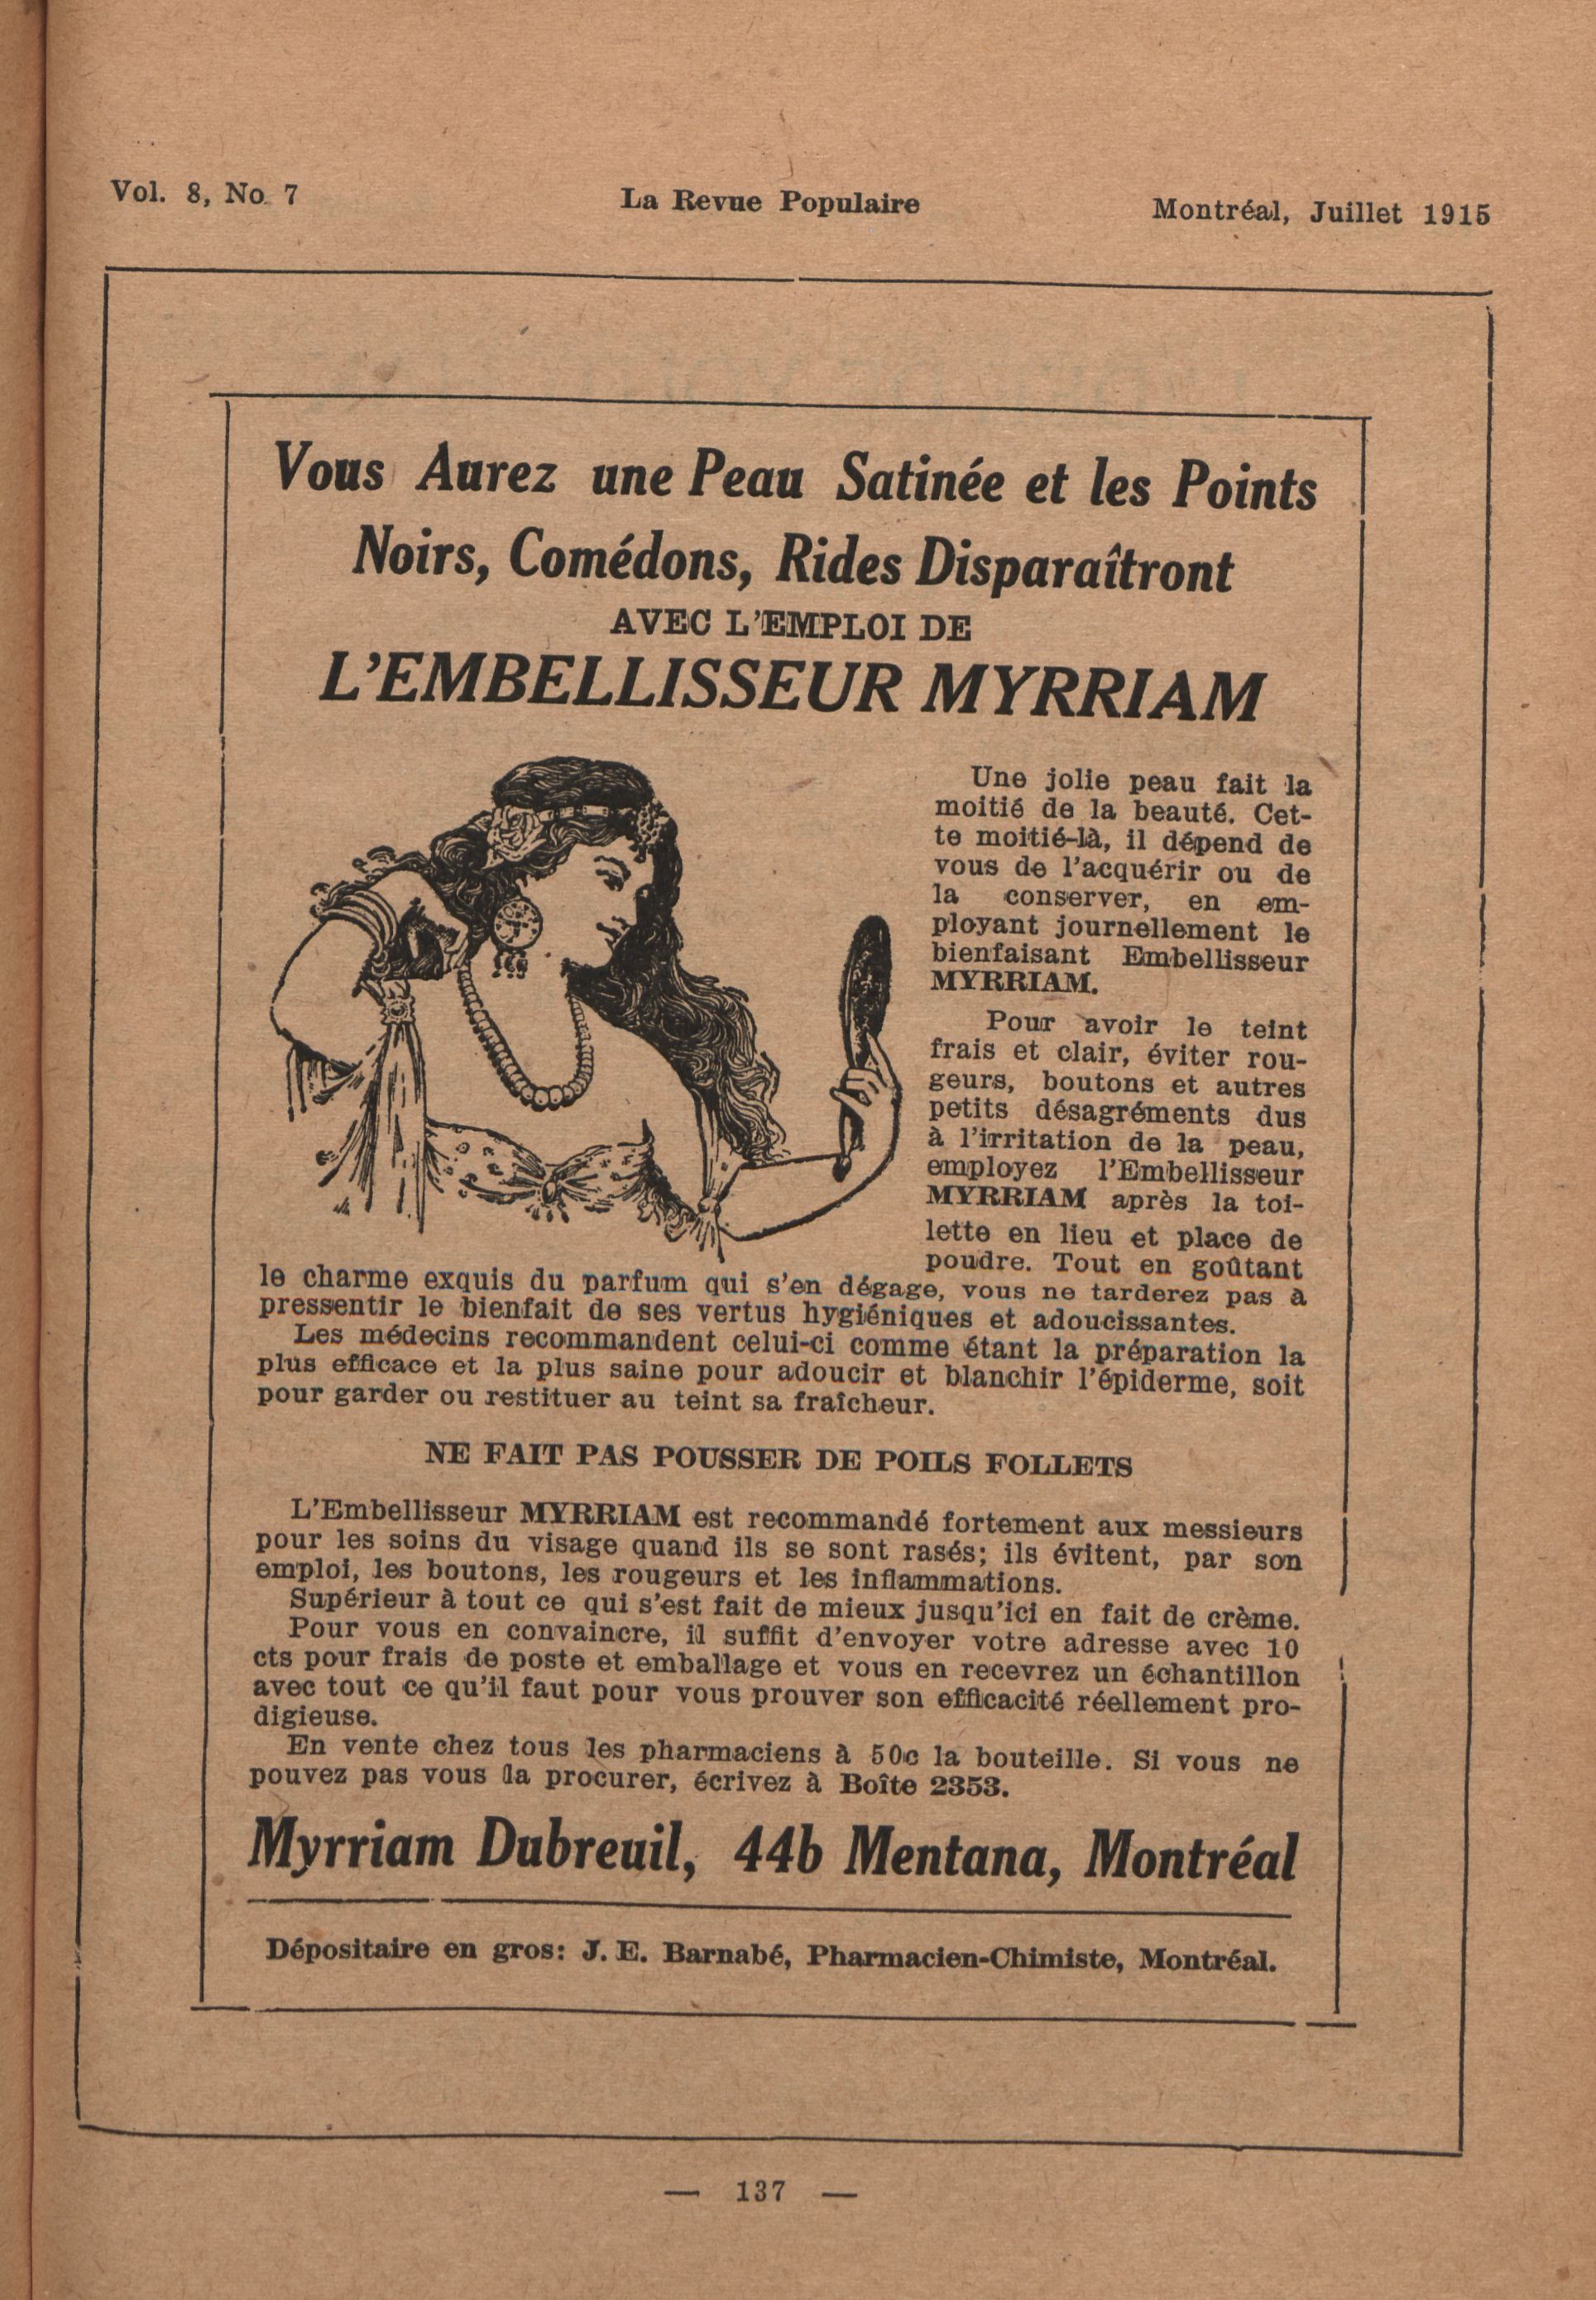 Vol. 8, No. 7
La Revue Populaire
Montréal, Juillet 1915
Vous Aurez une Peau Satinée et les Points
Noirs, Comédons, Rides Disparaîtront
AVEC L'EMPLOI DE
L'EMBELLISSEUR MYRRIAM
Une jolie peau fait la
moitié de la beauté. Cet-
te moitié-là, il dépend de
vous de l'acquérir ou de
la conserver, en em-
ployant journellement le
bienfaisant Embellisseur
MYRRIAM.
Pour avoir le teint
frais et clair, éviter rou-
geurs, boutons et autres
petits désagréments dus
à l'irritation de la peau,
employez l'Embellisseur
MYRRIAM après la toi-
lette en lieu et place de
poudre. Tout en goûtant
le charme exquis du parfum qui s'en dégage, vous ne tarderez pas à
pressentir le bienfait de ses vertus hygiéniques et adoucissantes.
Les médecins recommandent celui-ci comme étant la préparation la
plus efficace et la plus saine pour adoucir et blanchir l'épiderme, soit
pour garder ou restituer au teint sa fraîcheur.
NE FAIT PAS POUSSER DE POILS FOLLETS
L'Embellisseur MYRRIAM est recommandé fortement aux messieurs
pour les soins du visage quand ils se sont rasés; ils évitent, par son
emploi, les boutons, les rougeurs et les inflammations.
Supérieur à tout ce qui s'est fait de mieux jusqu'ici en fait de crème.
Pour vous en convaincre, il suffit d'envoyer votre adresse avec 10
cts pour frais de poste et emballage et vous en recevrez un échantillon
avec tout ce qu'il faut pour vous prouver son efficacité réellement pro-
digieuse.
En vente chez tous les pharmaciens à 50c la bouteille. Si vous ne
pouvez pas vous la procurer, écrivez à Boîte 2353.
Myrriam Dubreuil, 44b Mentana, Montréal
Dépositaire en gros: J. E. Barnabé, Pharmacien-Chimiste, Montréal.
— 137 —